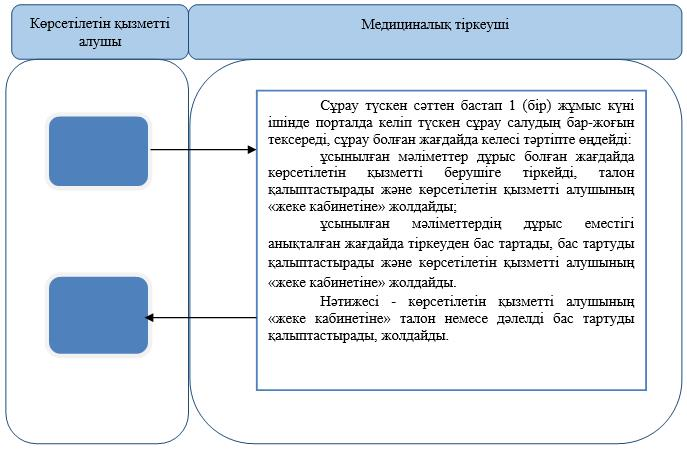 Көрсетілетін қызметті
алушы
Медициналық тіркеуші
Сұрау түскен сәттен бастап 1 (бір) жұмыс күні
ішінде порталда келіп түскен сұрау салудың бар-жоғын
тексереді, сұрау болған жағдайда келесі тәртіпте өңдейді:
ұсынылған мәліметтер дұрыс болған жағдайда
көрсетілетін қызметті берушіге тіркейді, талон
қалыптастырады және көрсетілетін қызметті алушының
«жеке кабинетіне» жолдайды;
ұсынылған мәліметтердің дұрыс еместігі
анықталған жағдайда тіркеуден бас тартады, бас тартуды
қалыптастырады және көрсетілетін қызметті алушының
«жеке кабинетіне» жолдайды.
Нәтижесі - көрсетілетін қызметті алушының
«жеке кабинетіне» талон немесе дәлелді бас тартуды
қалыптастырады, жолдайды.